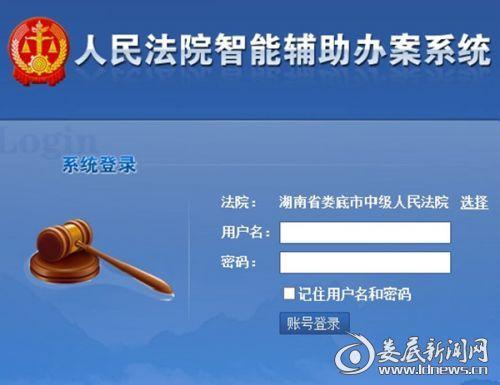 人民法院智能辅助办案系统
Login
系统登录
法院： 湖南省娄底市中级人民法院 选择
用户名：
密码：
记住用户名和密码
账号登录
娄底新闻网
www.ldnews.cn